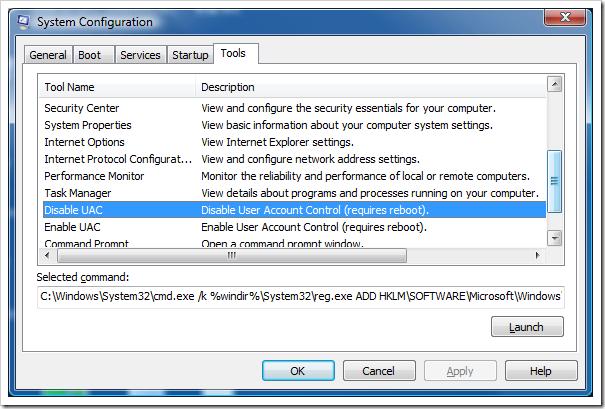 System Configuration
General Boot Services Startup Tools
Tool Name Description
Security Center View and configure the security essentials for your computer.
System Properties View basic information about your computer system settings.
Internet Options View Internet Explorer settings.
Internet Protocol Configurat... View and configure network address settings.
Performance Monitor Monitor the reliability and performance of local or remote computers.
Task Manager View details about programs and processes running on your computer.
Disable UAC Disable User Account Control (requires reboot).
Enable UAC Enable User Account Control (requires reboot).
Command Prompt Open a command prompt window.
Selected command:
C:\Windows\System32\cmd.exe /k %windir%\System32\reg.exe ADD HKLM\SOFTWARE\Microsoft\Windows\
Launch
OK Cancel Apply Help